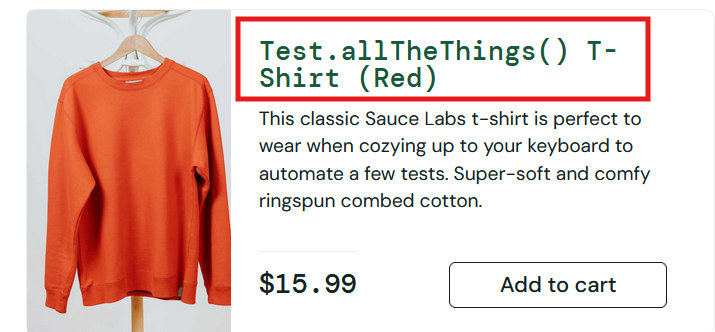 Test.allTheThings() T-
Shirt (Red)
This classic Sauce Labs t-shirt is perfect to
wear when cozying up to your keyboard to
automate a few tests. Super-soft and comfy
ringspun combed cotton.
$15.99
Add to cart